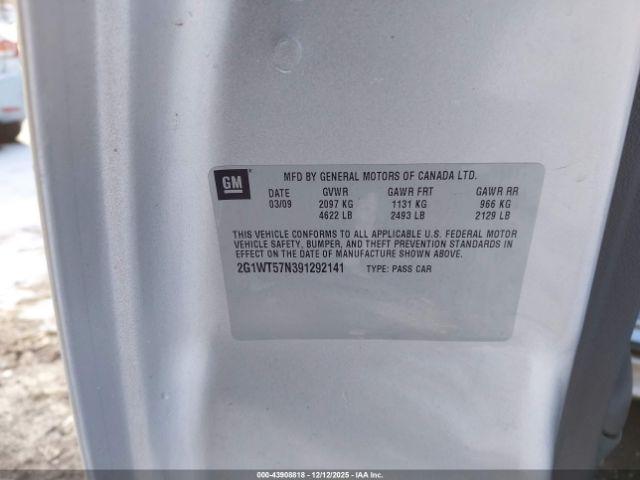 GM MFD BY GENERAL MOTORS OF CANADA LTD.
DATE GVWR GAWR FRT GAWR RR
03/09 2097 KG 1131 KG 966 KG
4622 LB 2493 LB 2129 LB
THIS VEHICLE CONFORMS TO ALL APPLICABLE U.S. FEDERAL MOTOR
VEHICLE SAFETY, BUMPER, AND THEFT PREVENTION STANDARDS IN
EFFECT ON THE DATE OF MANUFACTURE SHOWN ABOVE.
2G1WT57N391292141 TYPE: PASS CAR
000-43908818 - 12/12/2025 - IAA Inc.